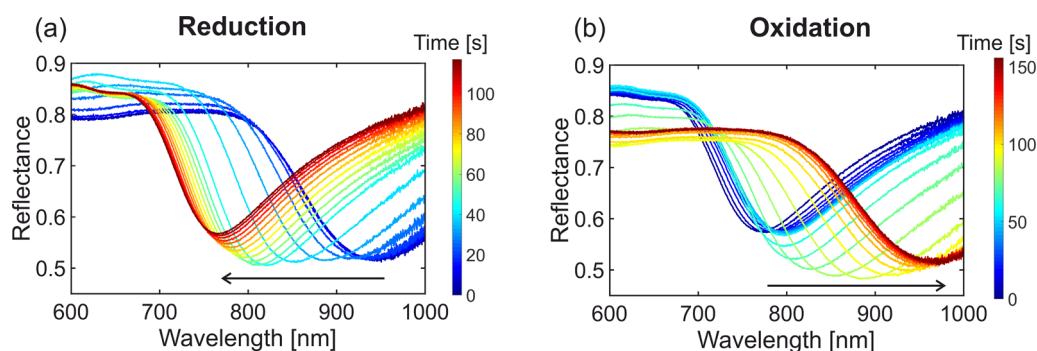 (a) Reduction
Time [s]
0.9
0.8
0.7
0.6
0.5
Reflectance
600 700 800 900 1000
Wavelength [nm]
100
80
60
40
20
0
(b) Oxidation
Time [s]
0.9
0.8
0.7
0.6
0.5
Reflectance
600 700 800 900 1000
Wavelength [nm]
150
100
50
0